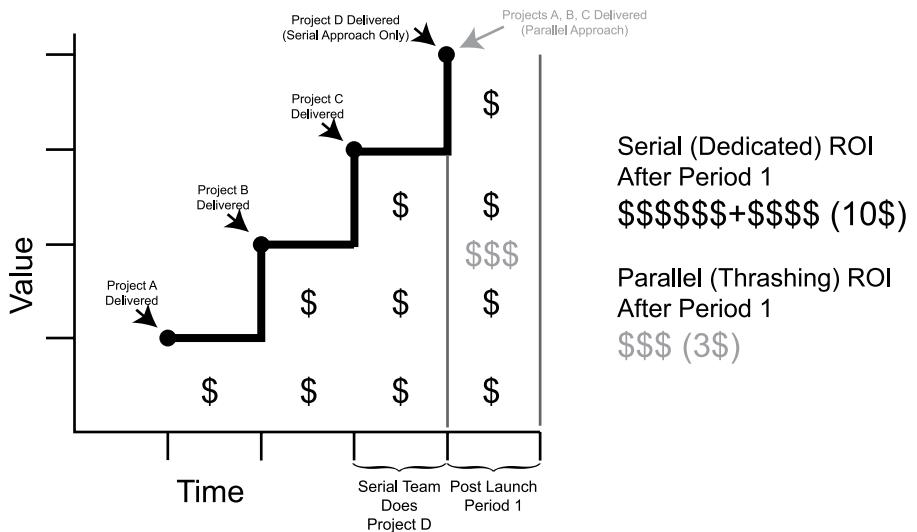 Project D Delivered
(Serial Approach Only)
Projects A, B, C Delivered
(Parallel Approach)
Project C
Delivered
Project B
Delivered
Project A
Delivered
Value
$
$ $
$$$
$ $ $
$ $ $ $
Serial (Dedicated) ROI
After Period 1
$$$$$$+$$$$ (10$)
Parallel (Thrashing) ROI
After Period 1
$$$ (3$)
Time
Serial Team
Does
Project D
Post Launch
Period 1